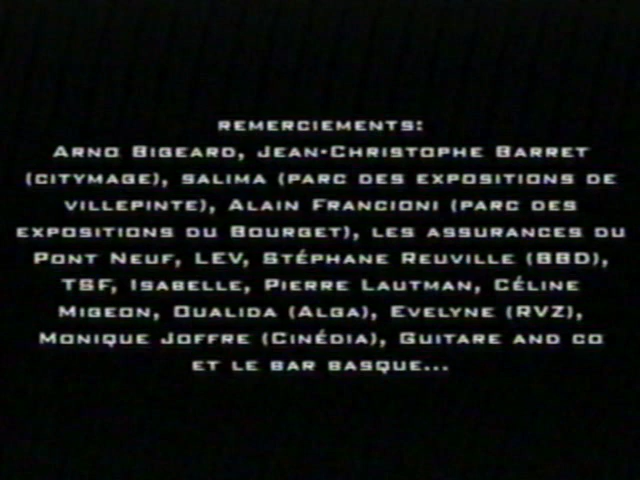 REMERCIEMENTS:
ARNO BIGEARD, JEAN-CHRISTOPHE BARRET
(CITYMAGE), SALIMA (PARC DES EXPOSITIONS DE
VILLEPINTE), ALAIN FRANCIONI (PARC DES
EXPOSITIONS DU BOURGET), LES ASSURANCES DU
PONT NEUF, LEV, STÉPHANE REUVILLE (BBD),
TSF, ISABELLE, PIERRE LAUTMAN, CÉLINE
MIGEON, OUALIDA (ALGA), EVELYNE (RVZ),
MONIQUE JOFFRE (CINÉDIA), GUITARE AND CO
ET LE BAR BASQUE...